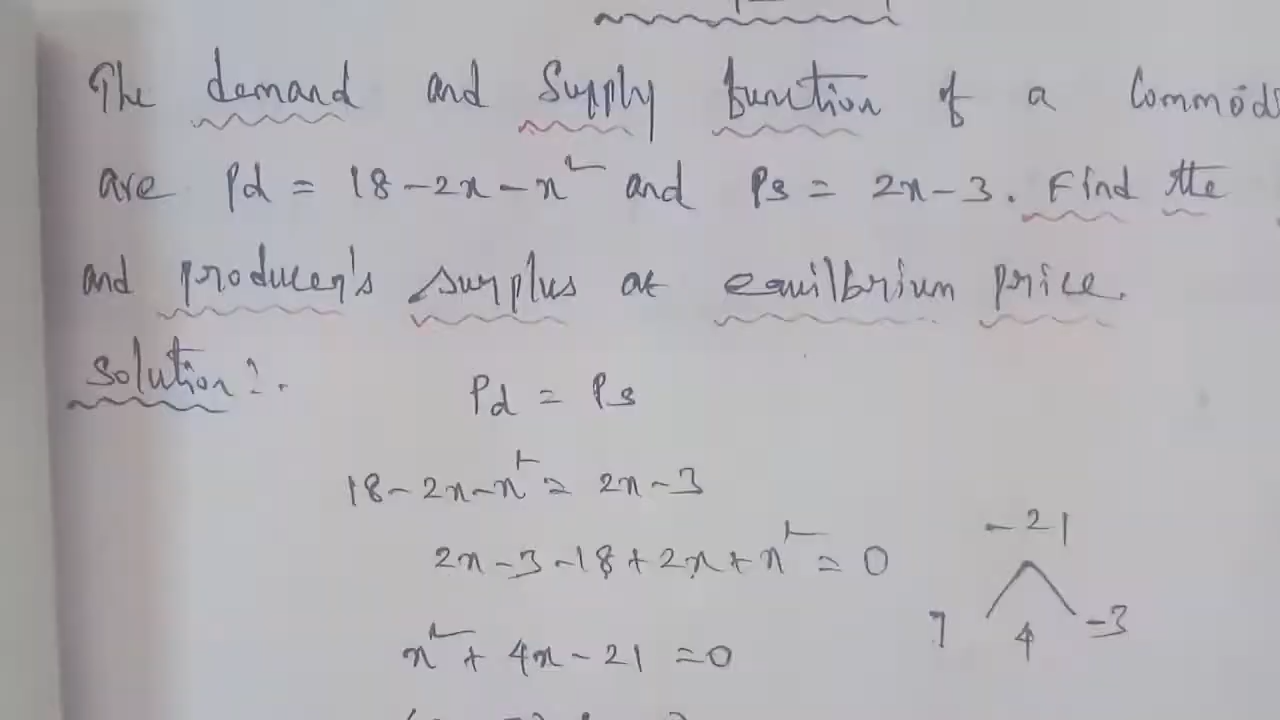 The demand and Supply function of a Commod
are Pd = 18 - 2x - x² and Ps = 2x - 3. Find the
and producer's surplus at equilbrium price.
Solution:.
Pd = Ps
18 - 2x - x² = 2x - 3
- 21
2x - 3 - 18 + 2x + x² = 0
7 4 -3
x² + 4x - 21 = 0